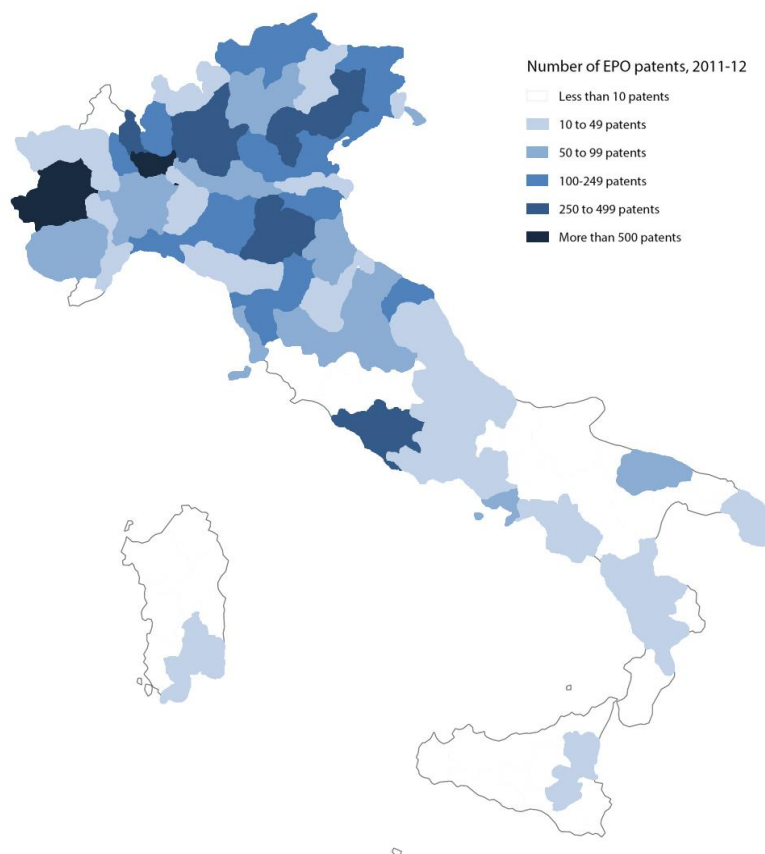 Number of EPO patents, 2011-12
Less than 10 patents
10 to 49 patents
50 to 99 patents
100-249 patents
250 to 499 patents
More than 500 patents